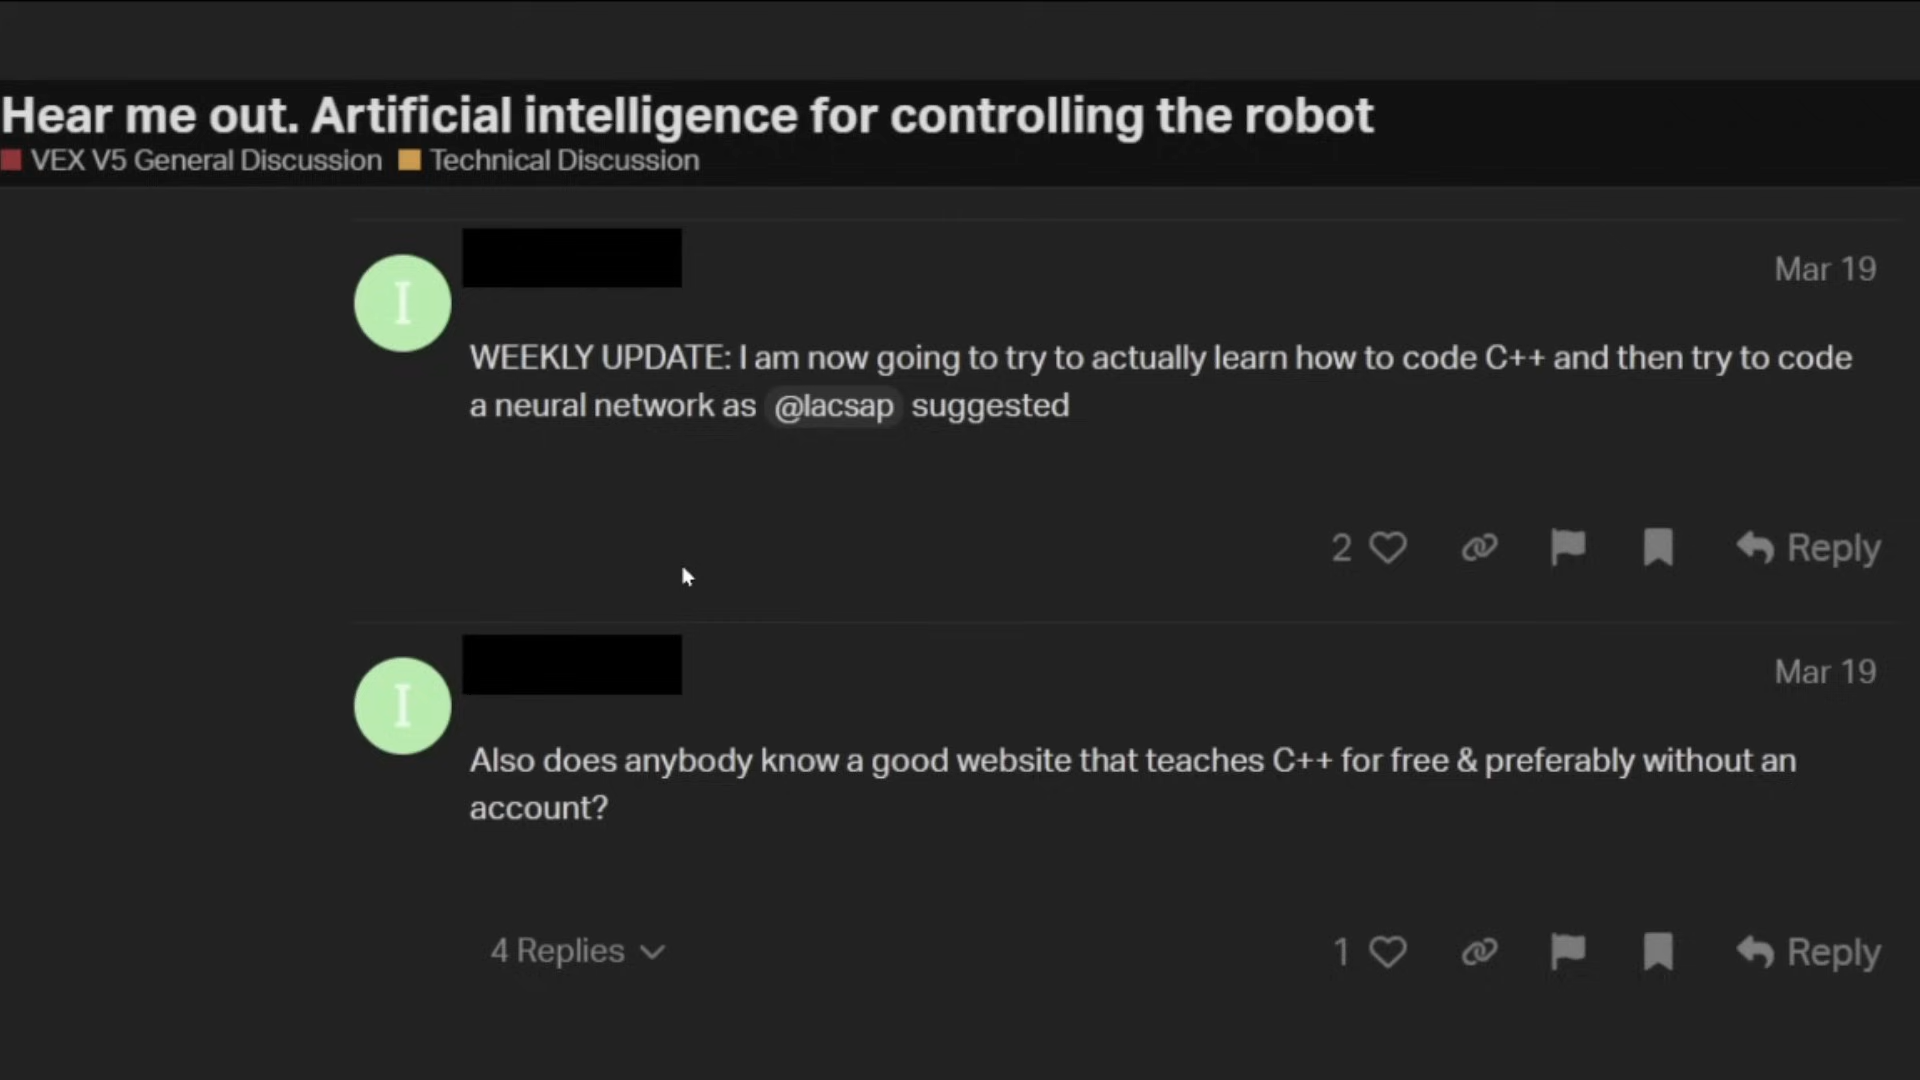 Hear me out. Artificial intelligence for controlling the robot
VEX V5 General Discussion Technical Discussion
I
Mar 19
WEEKLY UPDATE: I am now going to try to actually learn how to code C++ and then try to code
a neural network as @lacsap suggested
2 Reply
I
Mar 19
Also does anybody know a good website that teaches C++ for free & preferably without an
account?
4 Replies 1 Reply